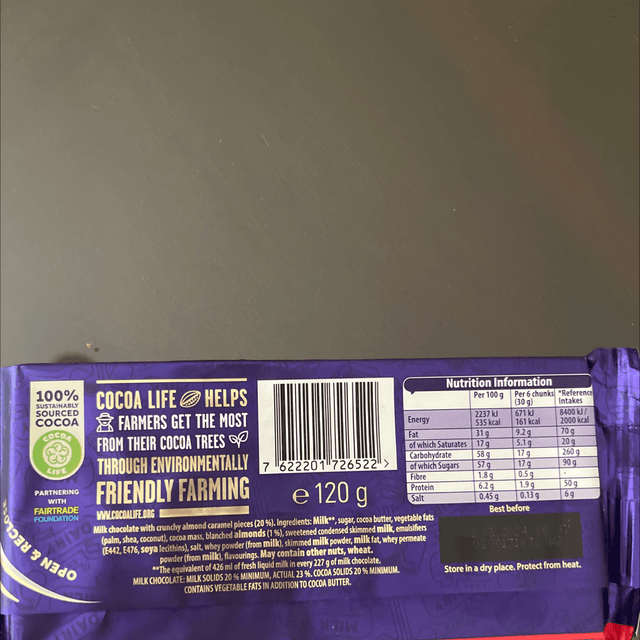 100%
SUSTAINABLY
SOURCED
COCOA
COCOA
LIFE
PARTNERING
WITH
FAIRTRADE
FOUNDATION
OPEN &
COCOA LIFE HELPS
FARMERS GET THE MOST
FROM THEIR COCOA TREES
THROUGH ENVIRONMENTALLY
FRIENDLY FARMING
WWW.COCOALIFE.ORG
7 622201 726522 >
e 120 g
Nutrition Information
Per 100 g Per 6 chunks (30 g) *Reference Intakes
Energy 2237 kJ 671 kJ 8400 kJ /
535 kcal 161 kcal 2000 kcal
Fat 31 g 9.2 g 70 g
of which Saturates 17 g 5.1 g 20 g
Carbohydrate 58 g 17 g 260 g
of which Sugars 57 g 17 g 90 g
Fibre 1.8 g 0.5 g -
Protein 6.2 g 1.9 g 50 g
Salt 0.45 g 0.13 g 6 g
Best before
Store in a dry place. Protect from heat.
Milk chocolate with crunchy almond caramel pieces (20 %). Ingredients: Milk**, sugar, cocoa butter, vegetable fats
(palm, shea, coconut), cocoa mass, blanched almonds (1 %), sweetened condensed skimmed milk, emulsifiers
(E442, E476, soya lecithins), salt, whey powder (from milk), skimmed milk powder, milk fat, whey permeate
powder (from milk), flavourings. May contain other nuts, wheat.
**The equivalent of 426 ml of fresh liquid milk in every 227 g of milk chocolate.
MILK CHOCOLATE: MILK SOLIDS 20 % MINIMUM, ACTUAL 23 %. COCOA SOLIDS 20 % MINIMUM.
CONTAINS VEGETABLE FATS IN ADDITION TO COCOA BUTTER.